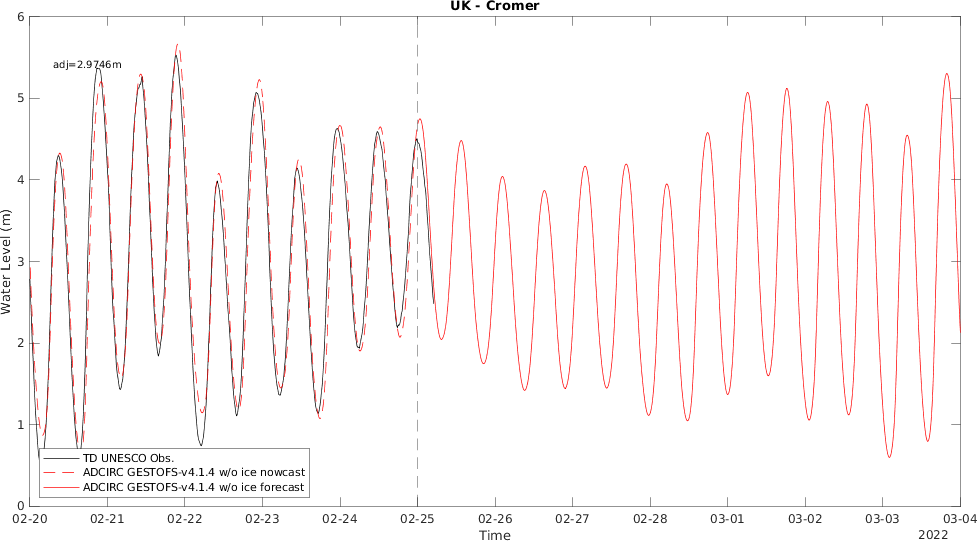 UK - Cromer
6
adj=2.9746m
5
4
3
2
1
0
Water Level (m)
TD UNESCO Obs.
ADCIRC GESTOFS-v4.1.4 w/o ice nowcast
ADCIRC GESTOFS-v4.1.4 w/o ice forecast
02-20 02-21 02-22 02-23 02-24 02-25 02-26 02-27 02-28 03-01 03-02 03-03 03-04
Time 2022